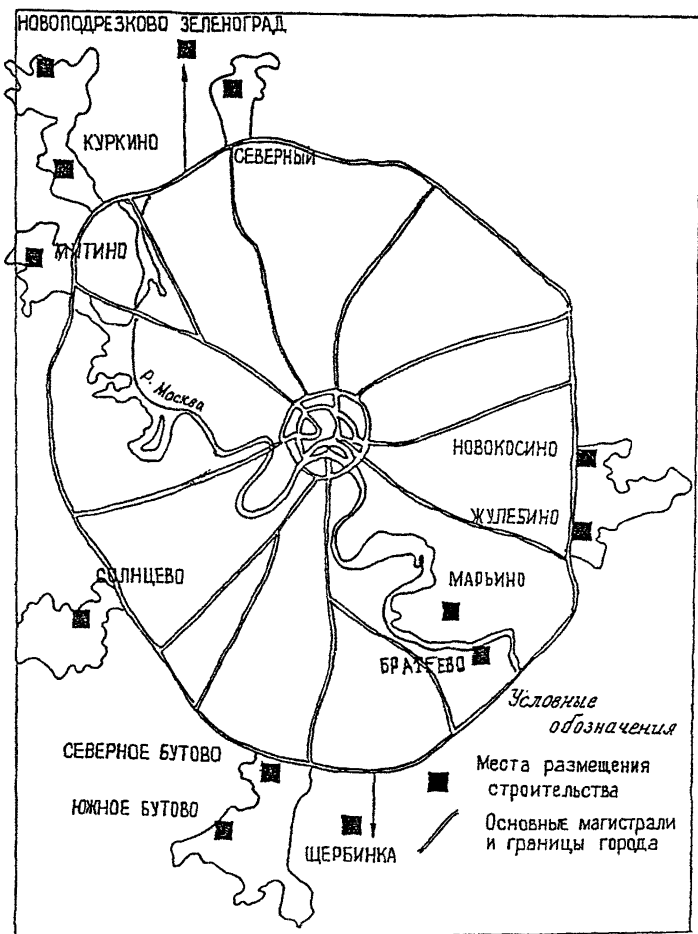 НОВОПОДРЕЗКОВО ЗЕЛЕНОГРАД
КУРКИНО
СЕВЕРНЫЙ
МИТИНО
р. Москва
НОВОКОСИНО
ЖУЛЕБИНО
СОЛНЦЕВО
МАРЬИНО
БРАТЕЕВО
Условные
обозначения
СЕВЕРНОЕ БУТОВО
Места размещения
строительства
ЮЖНОЕ БУТОВО
Основные магистрали
и границы города
ЩЕРБИНКА